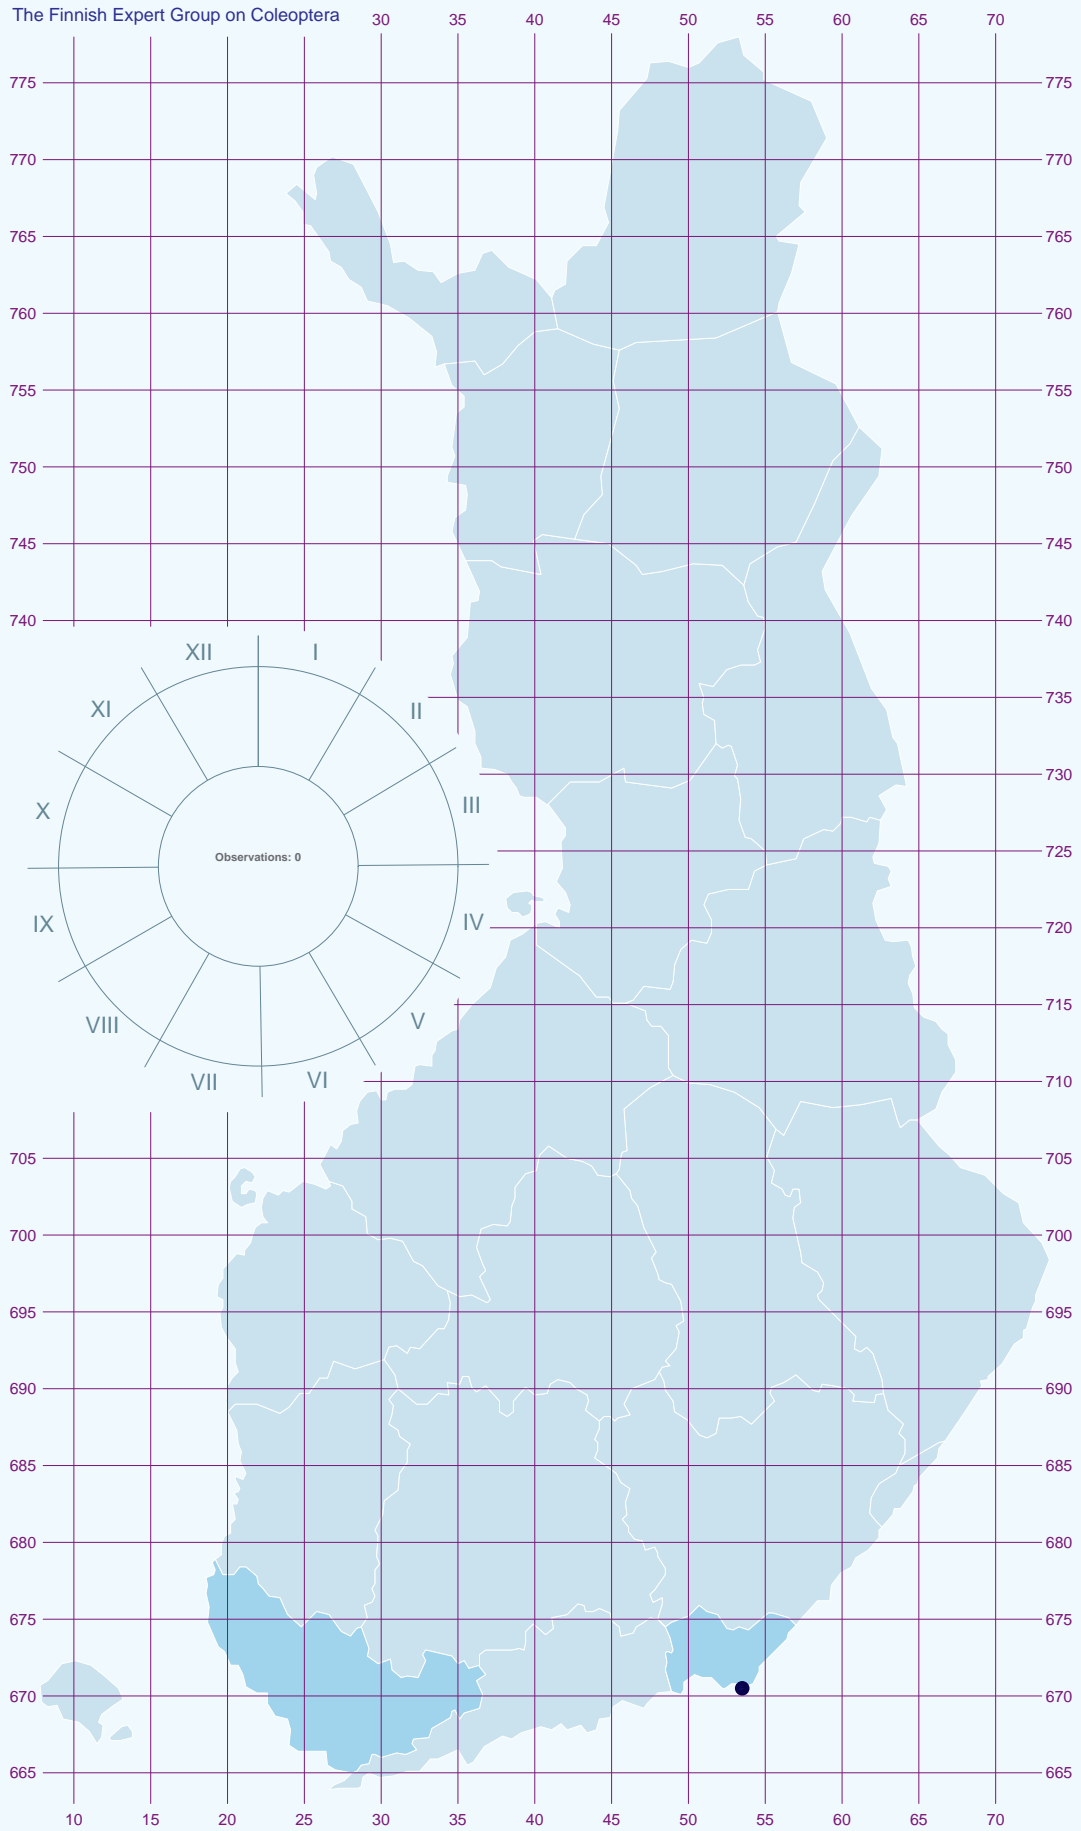 The Finnish Expert Group on Coleoptera 30 35 40 45 50 55 60 65 70
775 775
770 770
765 765
760 760
755 755
750 750
745 745
740 740
XII I
XI II
735
730
X III
Observations: 0
725
IX IV
720
VIII V
715
VII VI
710
705 705
700 700
695 695
690 690
685 685
680 680
675 675
670 670
665 665
10 15 20 25 30 35 40 45 50 55 60 65 70